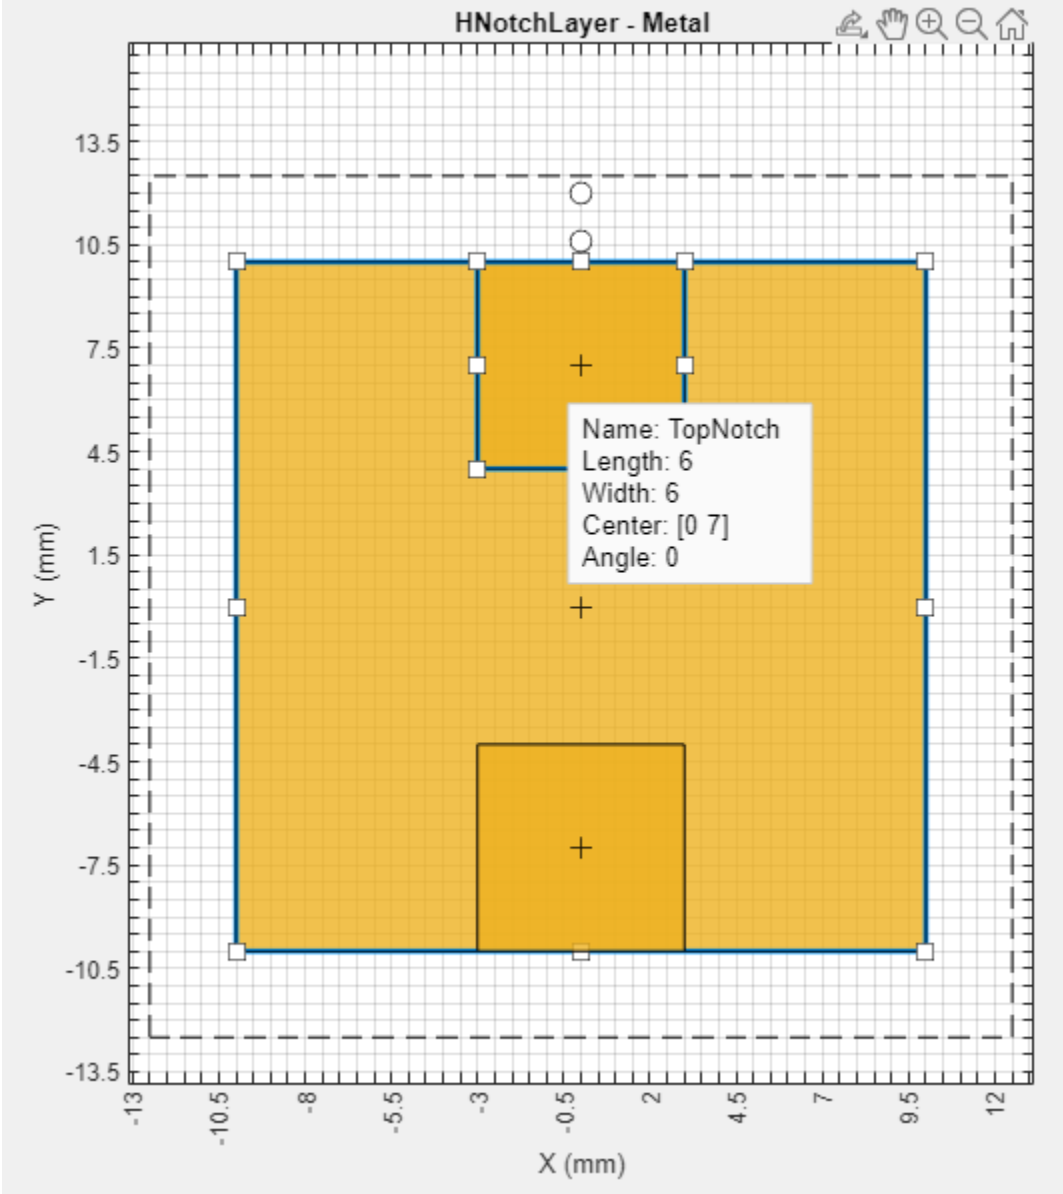 HNotchLayer - Metal
13.5
10.5
7.5
4.5
1.5
-1.5
-4.5
-7.5
-10.5
-13.5
Y (mm)
Name: TopNotch
Length: 6
Width: 6
Center: [0 7]
Angle: 0
-13
-10.5
-8
-5.5
-3
-0.5
2
4.5
7
9.5
12
X (mm)